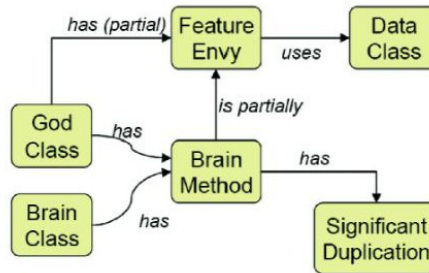 has (partial)
Feature
Envy
uses
Data
Class
is partially
God
Class
has
Brain
Method
has
Brain
Class
has
Significant
Duplication